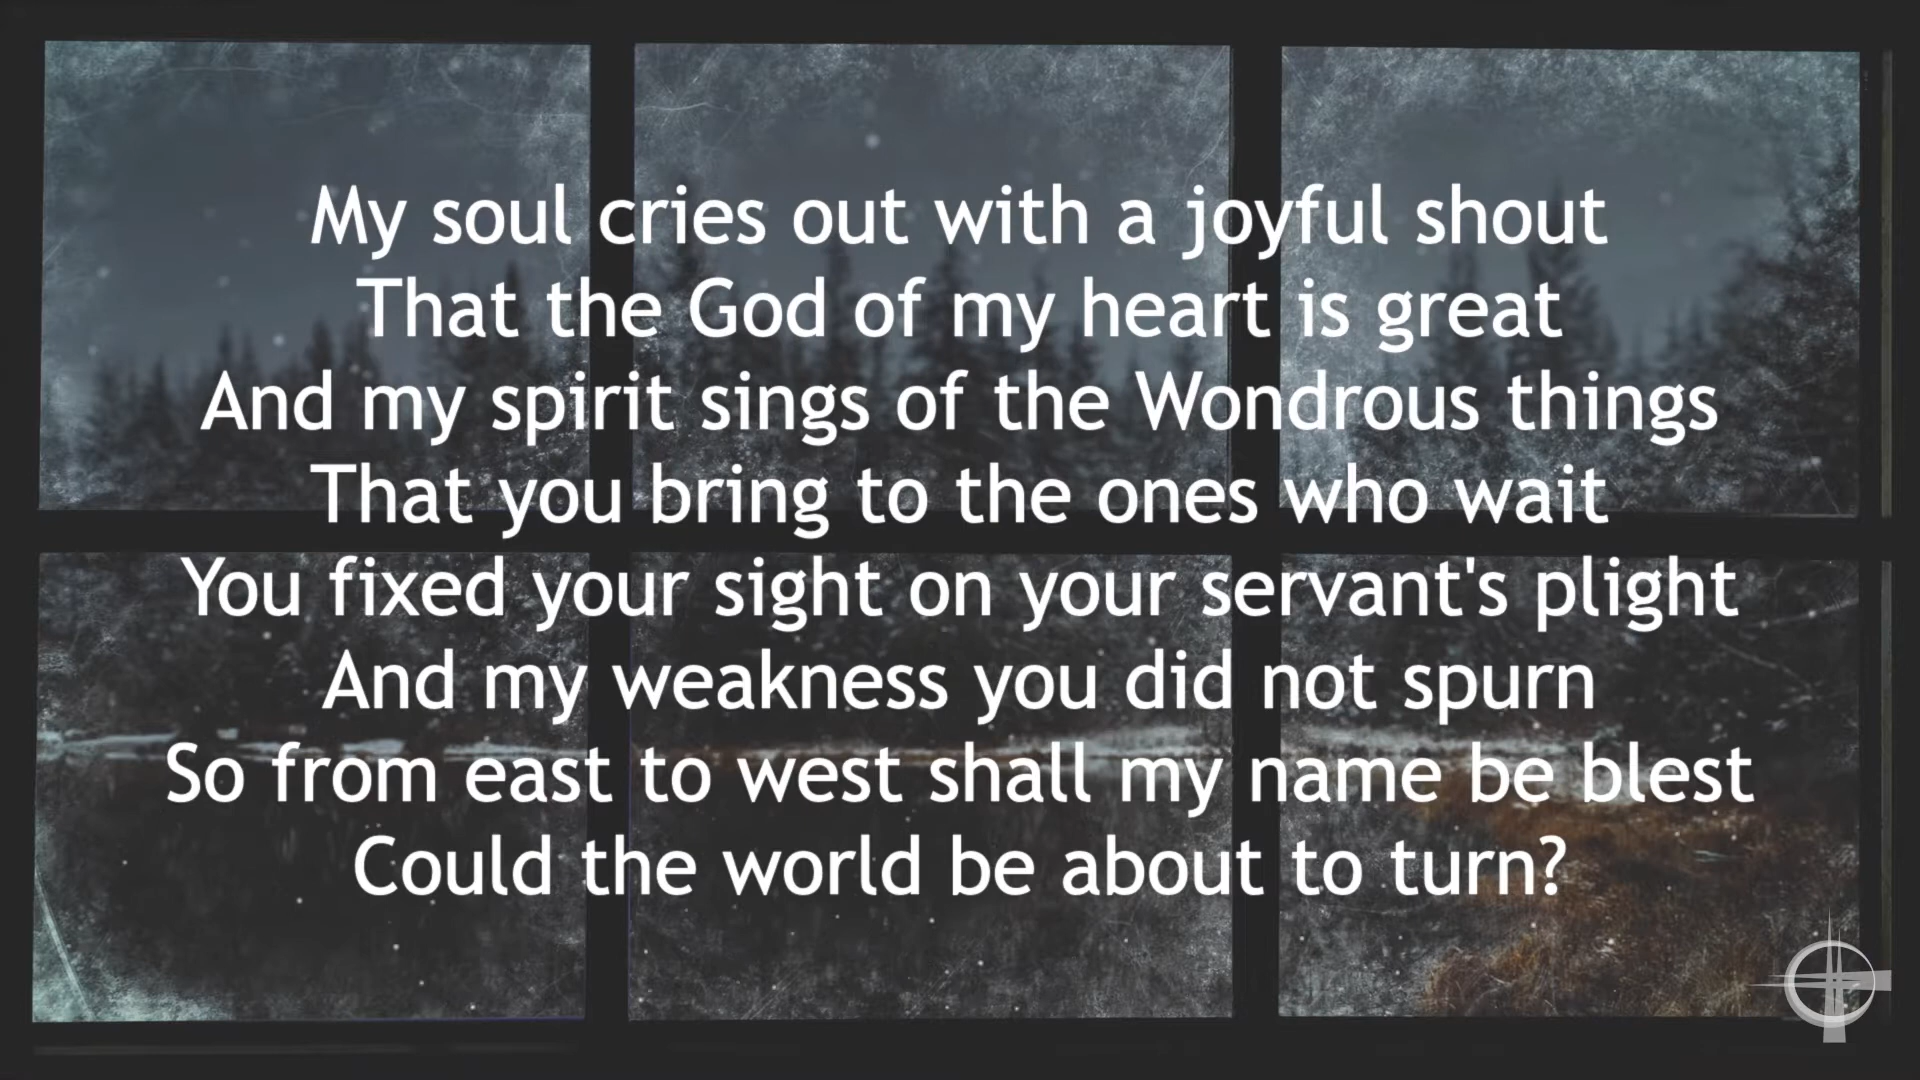 My soul cries out with a joyful shout
That the God of my heart is great
And my spirit sings of the Wondrous things
That you bring to the ones who wait
You fixed your sight on your servant's plight
And my weakness you did not spurn
So from east to west shall my name be blest
Could the world be about to turn?